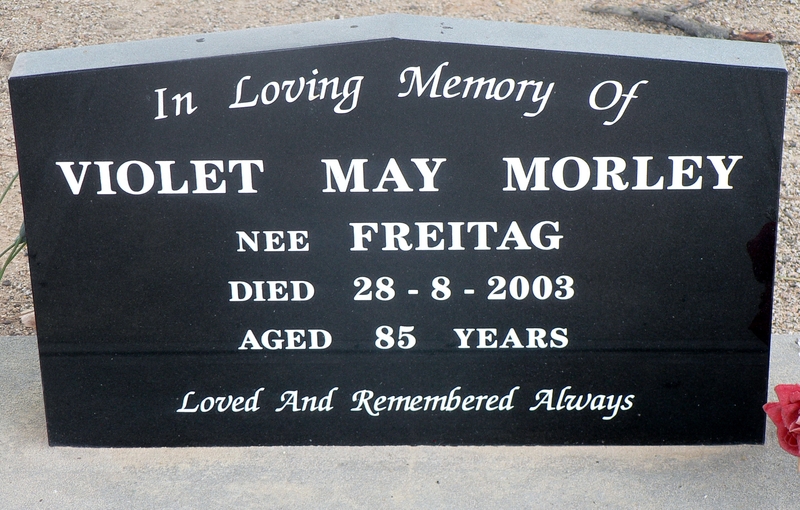 In Loving Memory Of
VIOLET MAY MORLEY
NEE FREITAG
DIED 28 - 8 - 2003
AGED 85 YEARS
Loved And Remembered Always